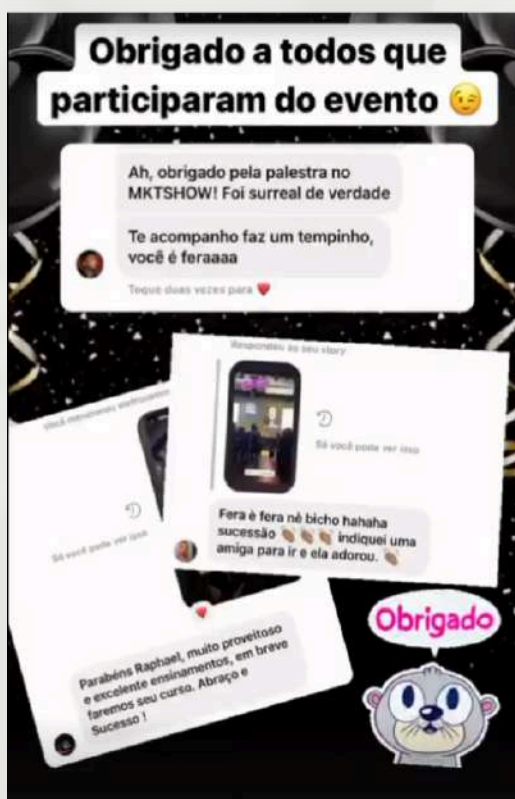 Obrigado a todos que
participaram do evento 😉
Ah, obrigado pela palestra no
MKTSHOW! Foi surreal de verdade
Te acompanho faz um tempinho,
você é feraaaa
Toque duas vezes para ❤️
Respondeu ao seu story
Só você pode ver isso
Fera è fera nè bicho hahaha
sucessão 👏🏽👏🏽👏🏽 indiquei uma
amiga para ir e ela adorou. 👏🏽
Você mencionou
Só você pode ver isso
Obrigado
Parabéns Raphael, muito proveitoso
e excelente ensinamentos, em breve
faremos seu curso. Abraço e
Sucesso !